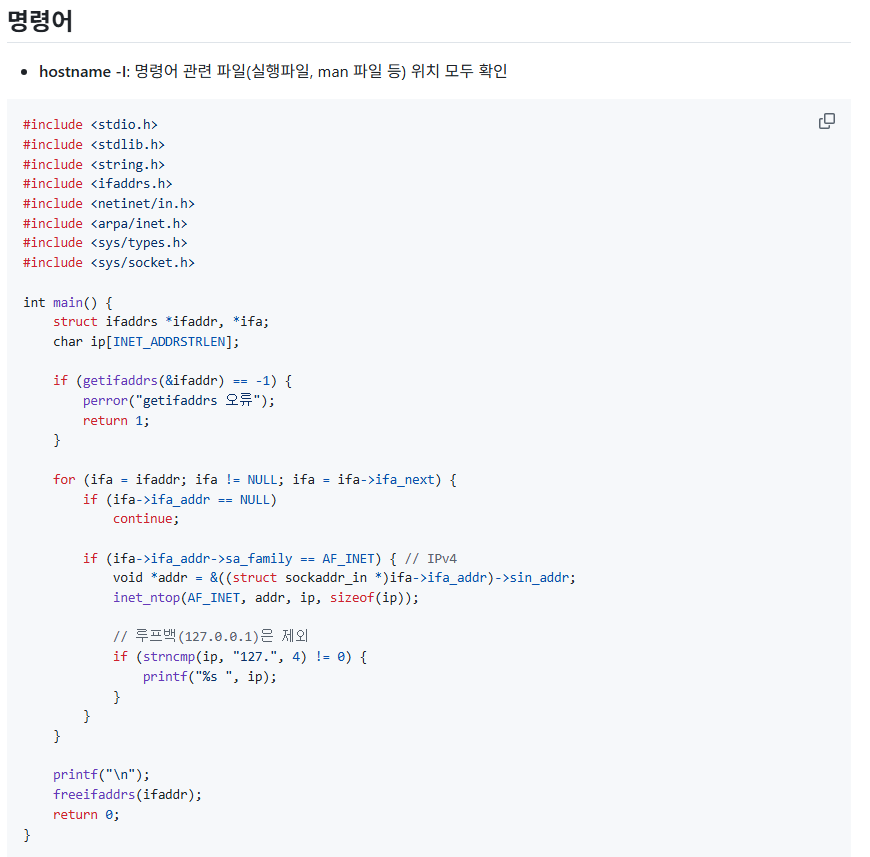 명령어
hostname -I: 명령어 관련 파일(실행파일, man 파일 등) 위치 모두 확인
#include <stdio.h>
#include <stdlib.h>
#include <string.h>
#include <ifaddrs.h>
#include <netinet/in.h>
#include <arpa/inet.h>
#include <sys/types.h>
#include <sys/socket.h>
int main() {
struct ifaddrs *ifaddr, *ifa;
char ip[INET_ADDRSTRLEN];
if (getifaddrs(&ifaddr) == -1) {
perror("getifaddrs 오류");
return 1;
}
for (ifa = ifaddr; ifa != NULL; ifa = ifa->ifa_next) {
if (ifa->ifa_addr == NULL)
continue;
if (ifa->ifa_addr->sa_family == AF_INET) { // IPv4
void *addr = &((struct sockaddr_in *)ifa->ifa_addr)->sin_addr;
inet_ntop(AF_INET, addr, ip, sizeof(ip));
// 루프백(127.0.0.1)은 제외
if (strncmp(ip, "127.", 4) != 0) {
printf("%s ", ip);
}
}
}
printf("\n");
freeifaddrs(ifaddr);
return 0;
}